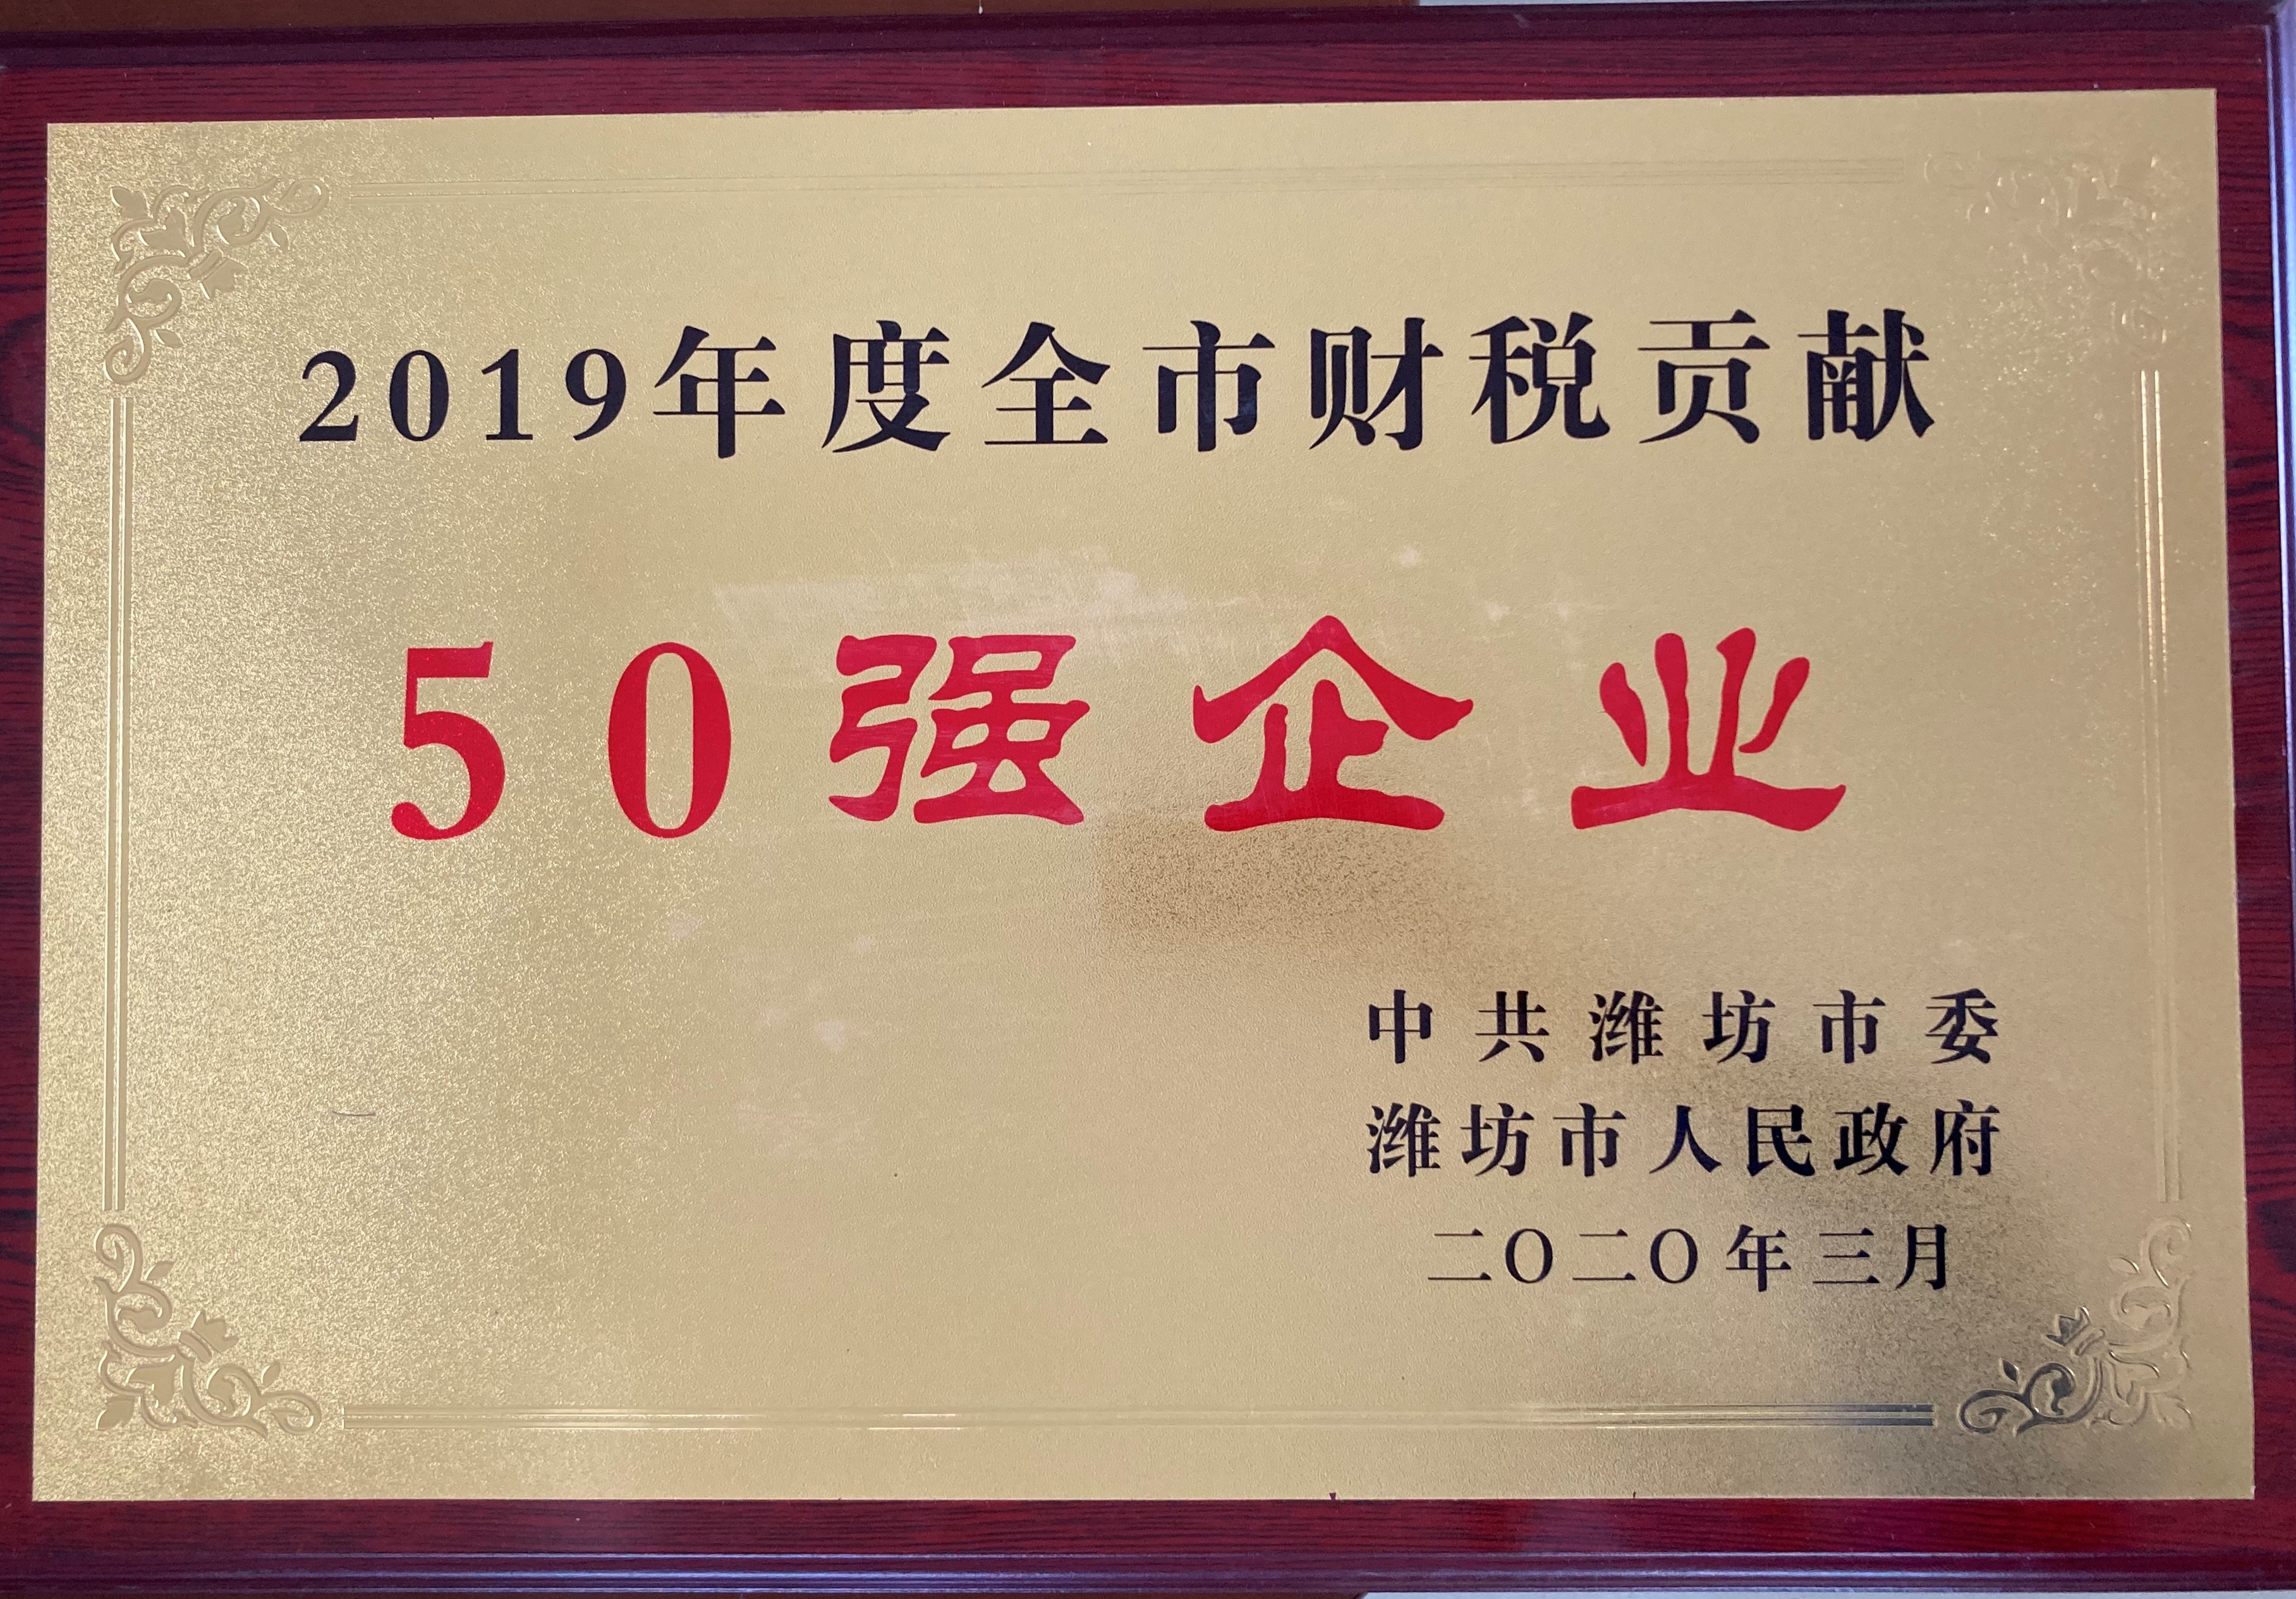 2019年度全市财税贡献
50强企业
中共潍坊市委
潍坊市人民政府
二〇二〇年三月